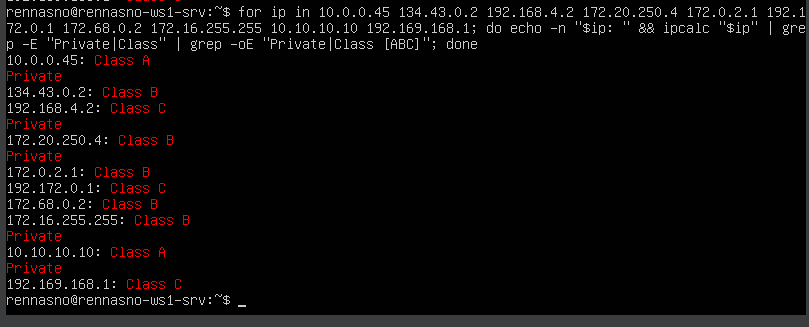 rennasno@rennasno-ws1-srv:~$ for ip in 10.0.0.45 134.43.0.2 192.168.4.2 172.20.250.4 172.0.2.1 192.1
72.0.1 172.68.0.2 172.16.255.255 10.10.10.10 192.169.168.1; do echo -n "$ip: " && ipcalc "$ip" | gre
p -E "Private|Class" | grep -oE "Private|Class [ABC]"; done
10.0.0.45: Class A
Private
134.43.0.2: Class B
192.168.4.2: Class C
Private
172.20.250.4: Class B
Private
172.0.2.1: Class B
192.172.0.1: Class C
172.68.0.2: Class B
172.16.255.255: Class B
Private
10.10.10.10: Class A
Private
192.169.168.1: Class C
rennasno@rennasno-ws1-srv:~$ _